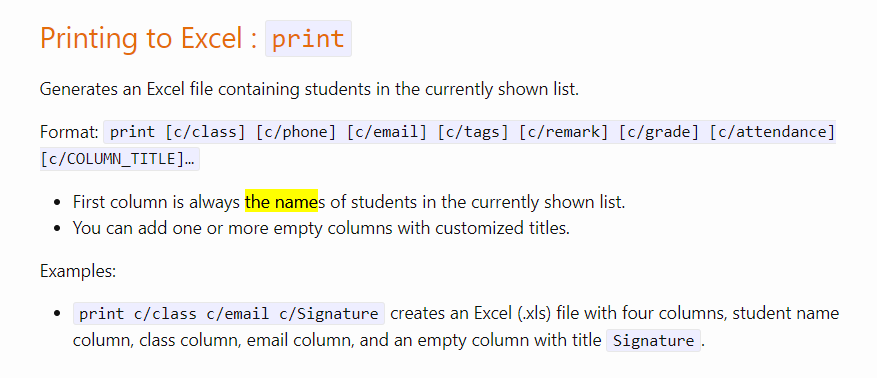 Printing to Excel : print
Generates an Excel file containing students in the currently shown list.
Format: print [c/class] [c/phone] [c/email] [c/tags] [c/remark] [c/grade] [c/attendance]
[c/COLUMN_TITLE]…
• First column is always the names of students in the currently shown list.
• You can add one or more empty columns with customized titles.
Examples:
• print c/class c/email c/Signature creates an Excel (.xls) file with four columns, student name
column, class column, email column, and an empty column with title Signature.